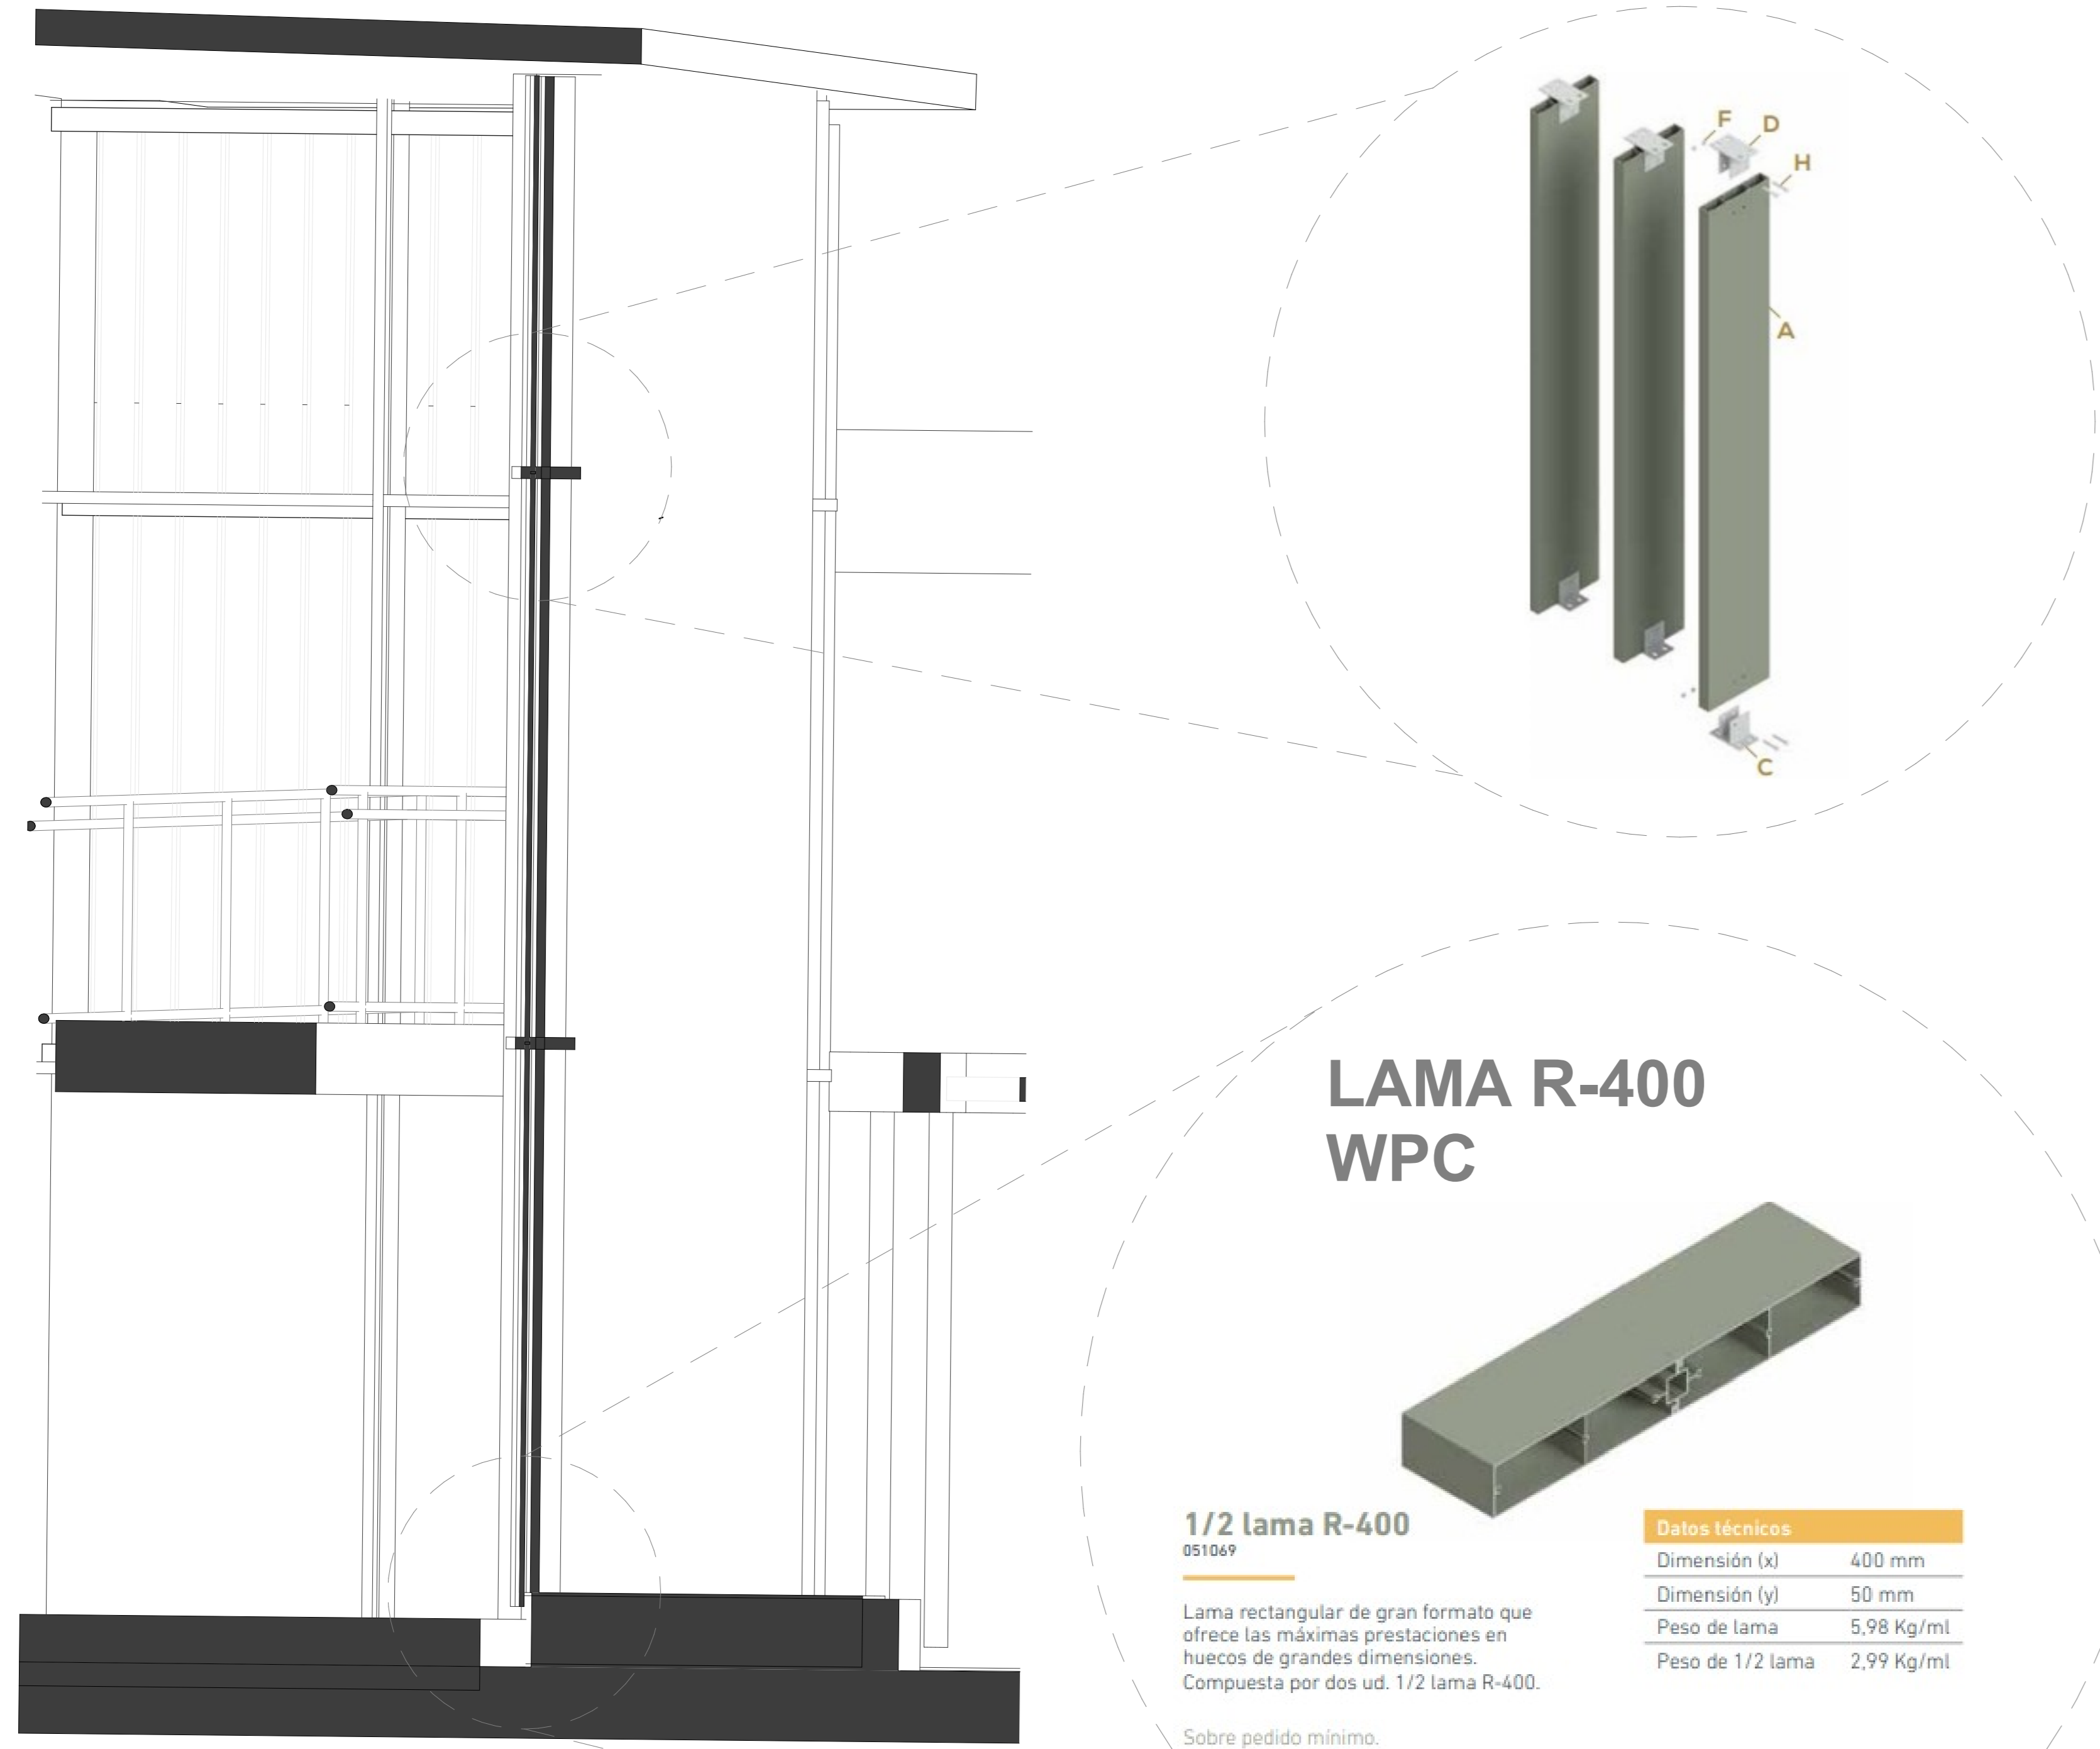 F
D
H
A
C
LAMA R-400
WPC
1/2 lama R-400
051069
Lama rectangular de gran formato que
ofrece las máximas prestaciones en
huecos de grandes dimensiones.
Compuesta por dos ud. 1/2 lama R-400.
Sobre pedido mínimo.
Datos técnicos
Dimensión (x) 400 mm
Dimensión (y) 50 mm
Peso de lama 5,98 Kg/ml
Peso de 1/2 lama 2,99 Kg/ml